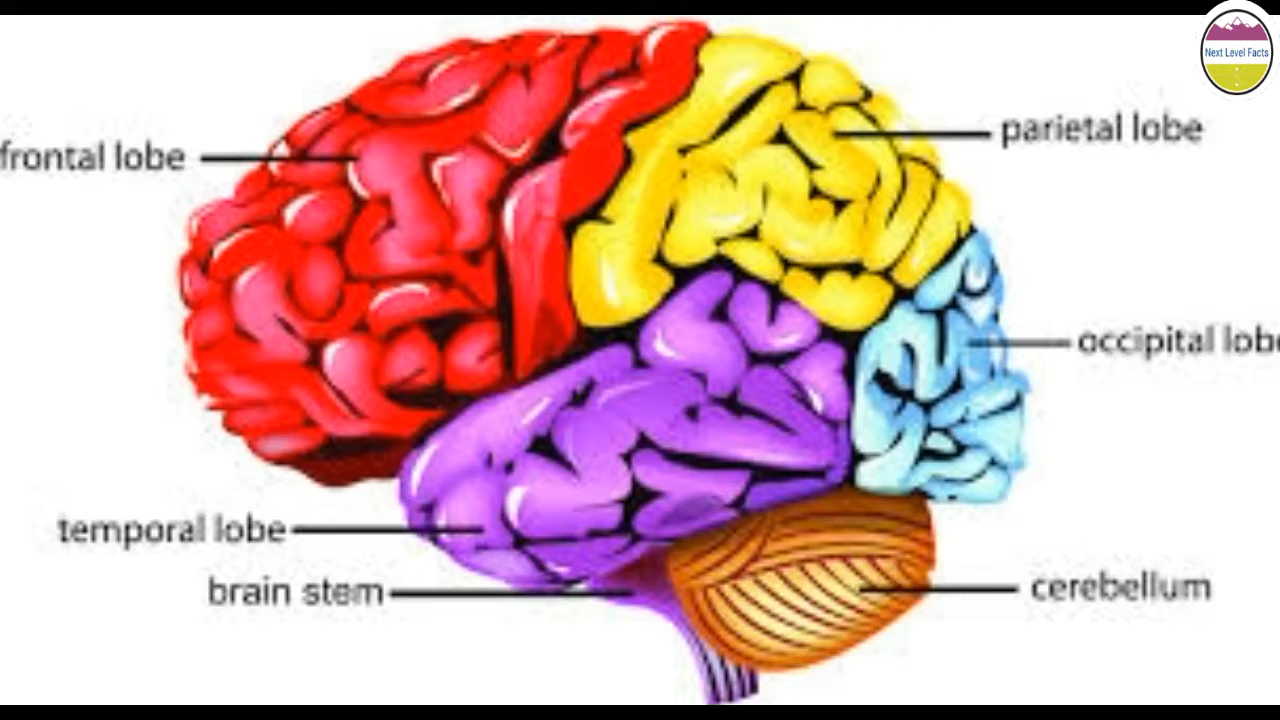 Next Level Facts
parietal lobe
frontal lobe
occipital lobe
temporal lobe
brain stem
cerebellum